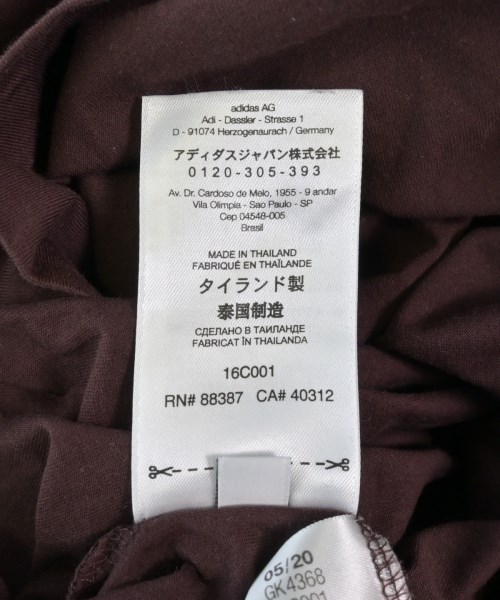 adidas AG
Adi - Dassler - Strasse 1
D - 91074 Herzogenaurach / Germany
アディダスジャパン株式会社
0120-305-393
Av. Dr. Cardoso de Melo, 1955 - 9 andar
Vila Olimpia - Sao Paulo - SP
Cep 04548-005
Brasil
MADE IN THAILAND
FABRIQUÉ EN THAÏLANDE
タイランド製
泰国制造
СДЕЛАНО В ТАИЛАНДЕ
FABRICAT ÎN THAILANDA
16C001
RN# 88387 CA# 40312
05/20
GK4368